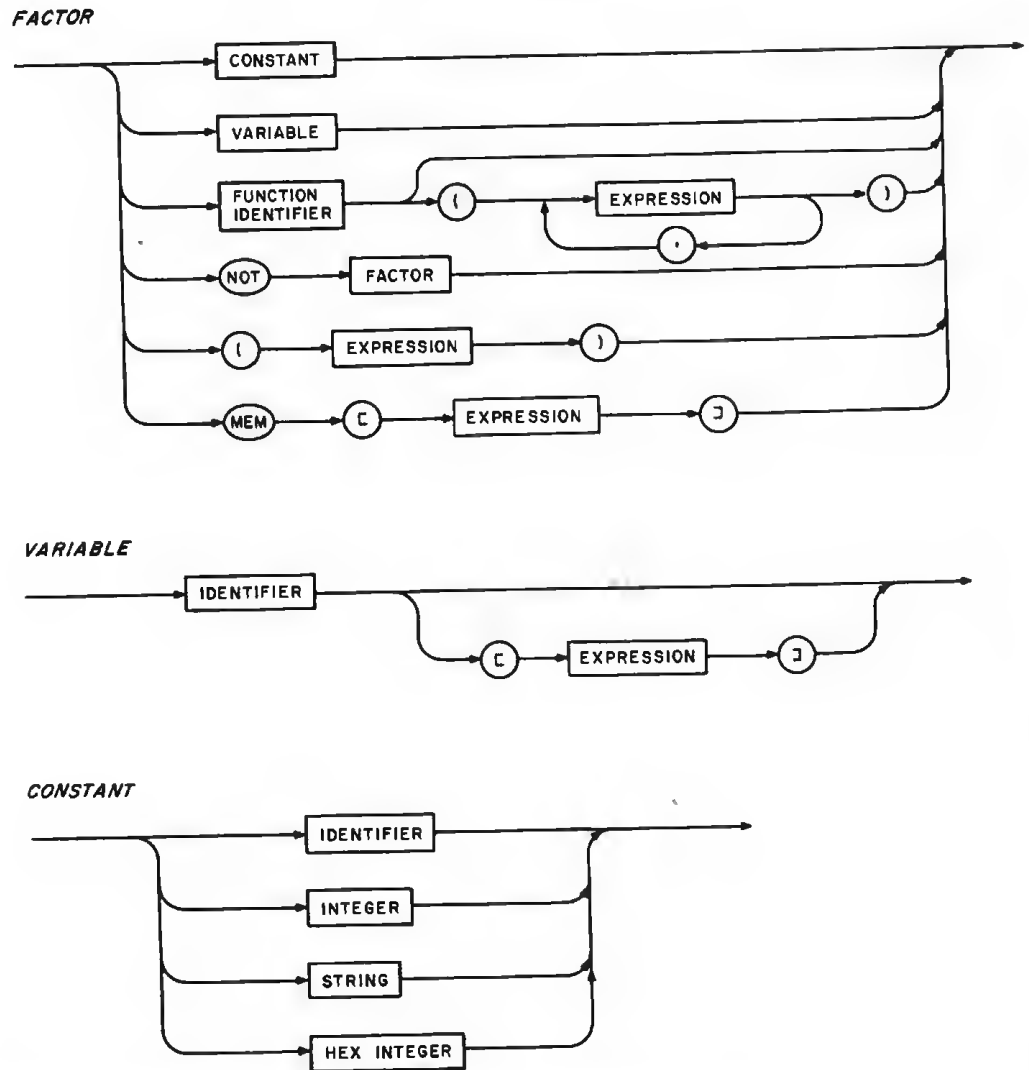 FACTOR
CONSTANT
VARIABLE
FUNCTION
IDENTIFIER
(
EXPRESSION
)
,
NOT
FACTOR
(
EXPRESSION
)
MEM
[
EXPRESSION
]
VARIABLE
IDENTIFIER
[
EXPRESSION
]
CONSTANT
IDENTIFIER
INTEGER
STRING
HEX INTEGER